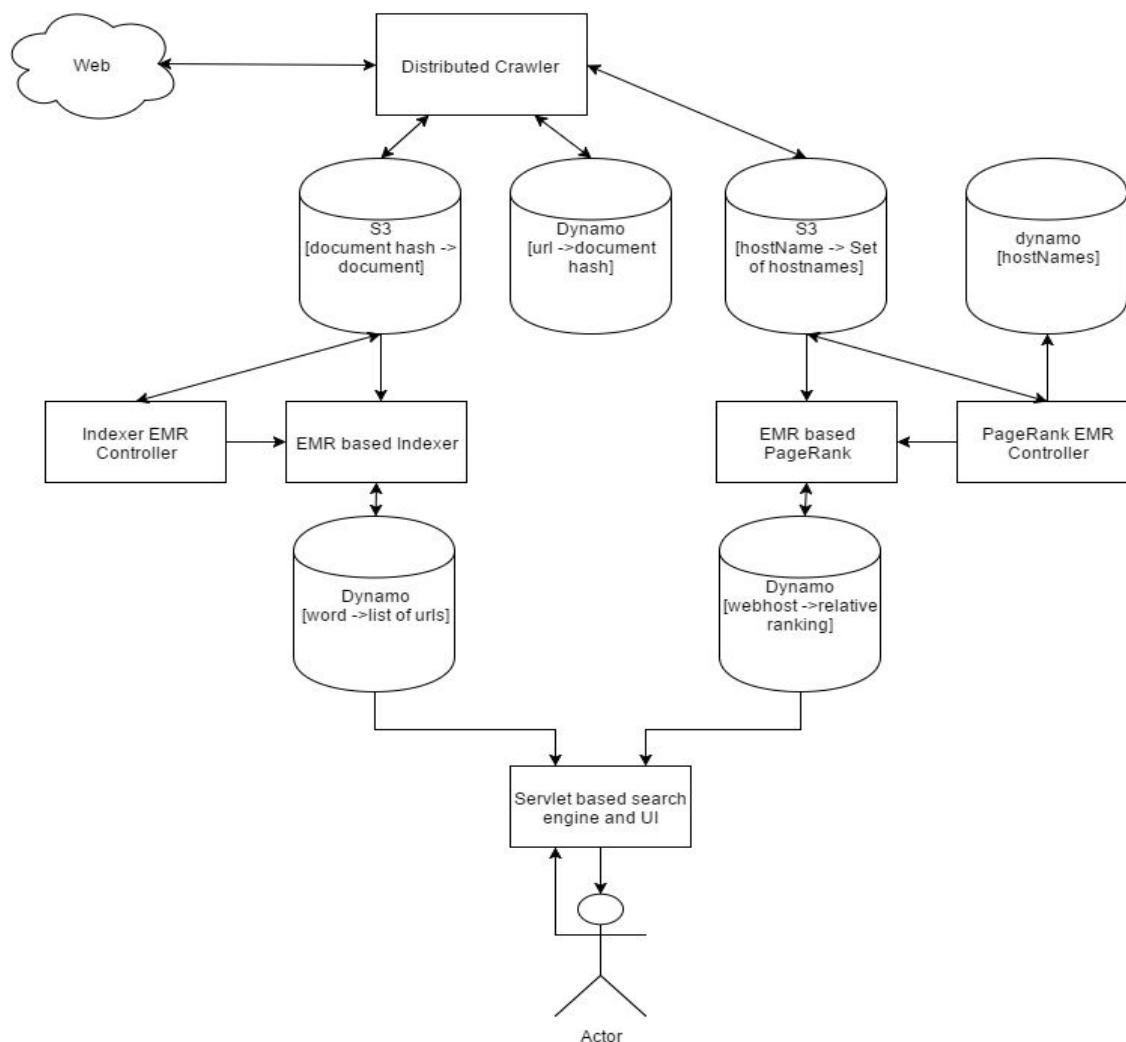 Web
Distributed Crawler
S3
[document hash ->
document]
Dynamo
[url ->document
hash]
S3
[hostName -> Set
of hostnames]
dynamo
[hostNames]
Indexer EMR
Controller
EMR based Indexer
EMR based
PageRank
PageRank EMR
Controller
Dynamo
[word ->list of urls]
Dynamo
[webhost ->relative
ranking]
Servlet based search
engine and UI
Actor